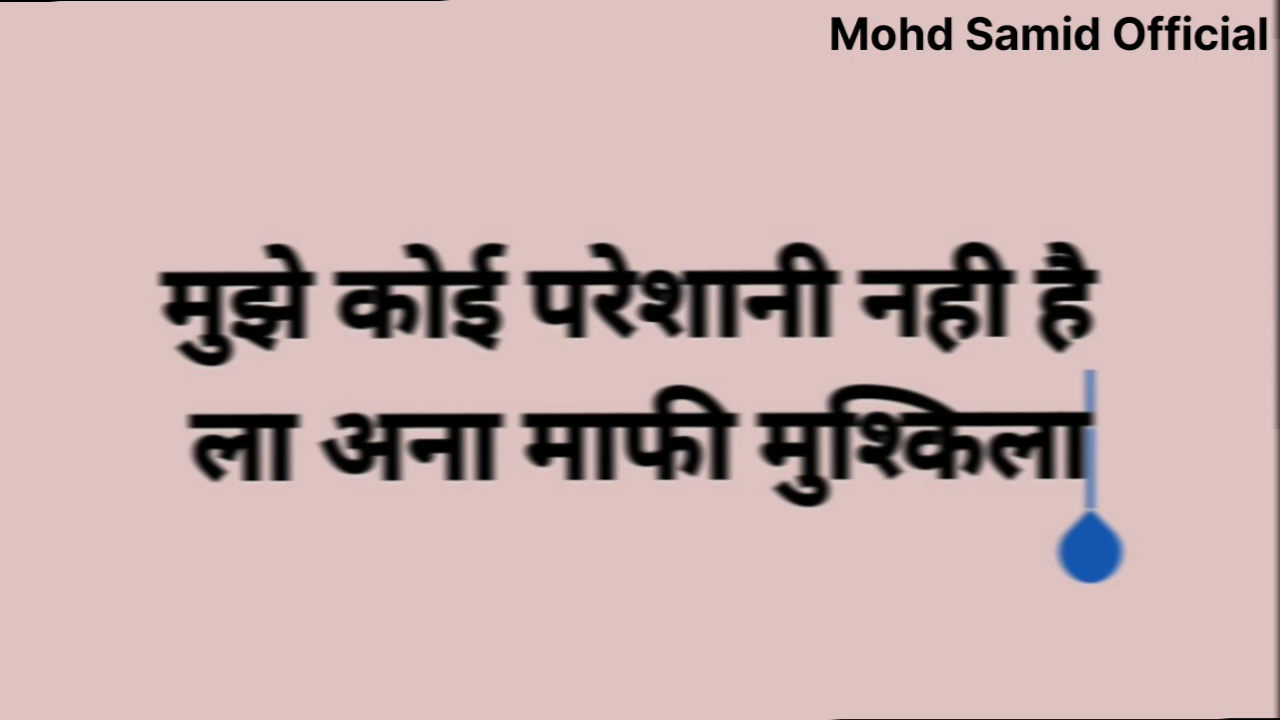 Mohd Samid Official
मुझे कोई परेशानी नही है
ला अना माफी मुश्किला